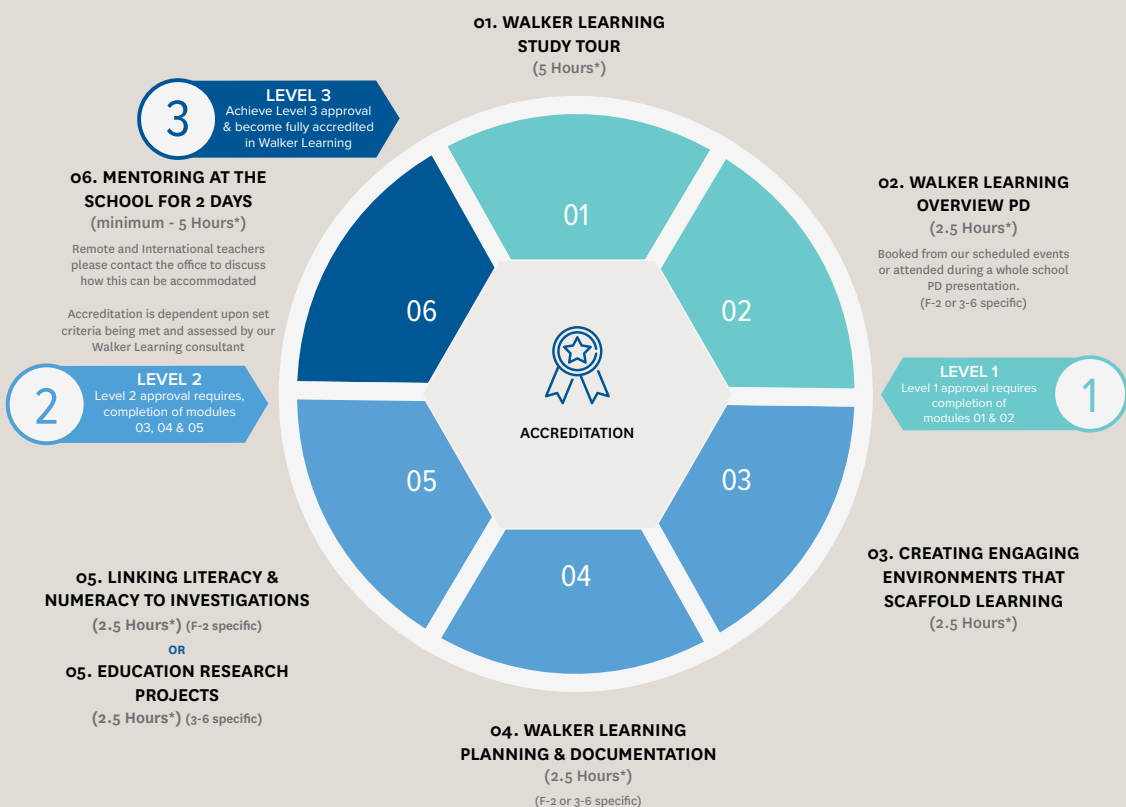 01. WALKER LEARNING
STUDY TOUR
(5 Hours*)
3
LEVEL 3
Achieve Level 3 approval
& become fully accredited
in Walker Learning
06. MENTORING AT THE
SCHOOL FOR 2 DAYS
(minimum - 5 Hours*)
Remote and International teachers
please contact the office to discuss
how this can be accommodated
Accreditation is dependent upon set
criteria being met and assessed by our
Walker Learning consultant
02. WALKER LEARNING
OVERVIEW PD
(2.5 Hours*)
Booked from our scheduled events
or attended during a whole school
PD presentation.
(F-2 or 3-6 specific)
01
02
03
04
05
06
ACCREDITATION
2
LEVEL 2
Level 2 approval requires,
completion of modules
03, 04 & 05
LEVEL 1
Level 1 approval requires
completion of
modules 01 & 02
1
03. CREATING ENGAGING
ENVIRONMENTS THAT
SCAFFOLD LEARNING
(2.5 Hours*)
05. LINKING LITERACY &
NUMERACY TO INVESTIGATIONS
(2.5 Hours*) (F-2 specific)
OR
05. EDUCATION RESEARCH
PROJECTS
(2.5 Hours*) (3-6 specific)
04. WALKER LEARNING
PLANNING & DOCUMENTATION
(2.5 Hours*)
(F-2 or 3-6 specific)